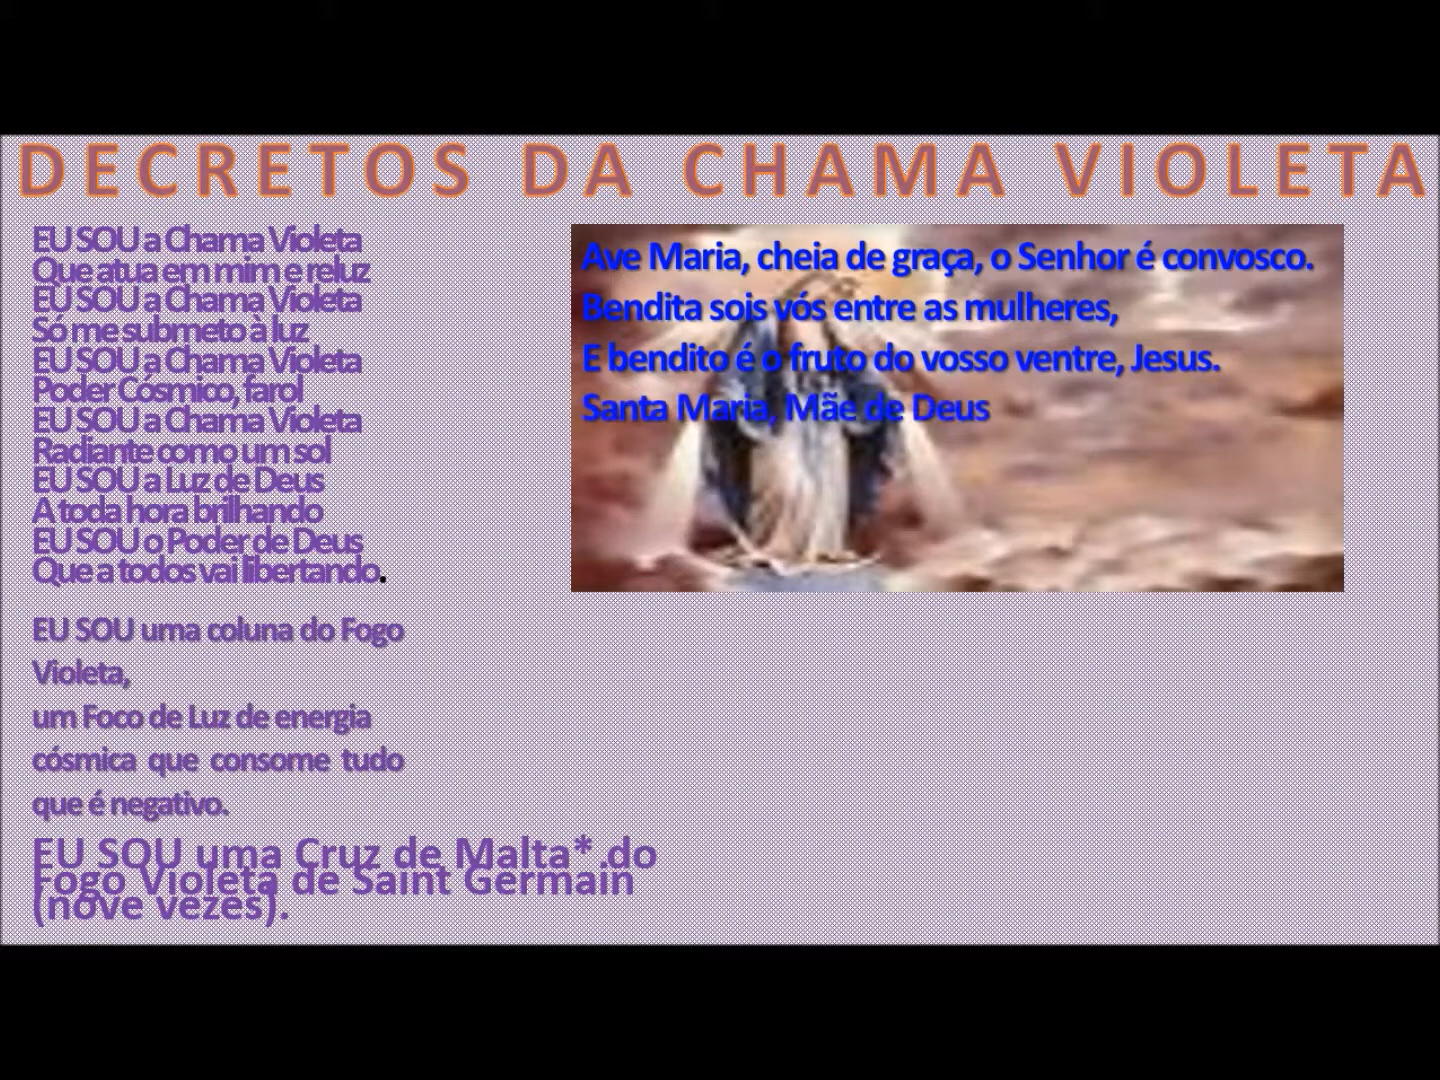 DECRETOS DA CHAMA VIOLETA
EU SOU a Chama Violeta
Que atua em mim e reluz
EU SOU a Chama Violeta
Só me submeto à luz
EU SOU a Chama Violeta
Poder Cósmico, farol
EU SOU a Chama Violeta
Radiante como um sol
EU SOU a Luz de Deus
A toda hora brilhando
EU SOU o Poder de Deus
Que a todos vai libertando.
EU SOU uma coluna do Fogo
Violeta,
um Foco de Luz de energia
cósmica que consome tudo
que é negativo.
EU SOU uma Cruz de Malta*.do
Fogo Violeta de Saint Germain
(nove vezes).
Ave Maria, cheia de graça, o Senhor é convosco.
Bendita sois vós entre as mulheres,
E bendito é o fruto do vosso ventre, Jesus.
Santa Maria, Mãe de Deus